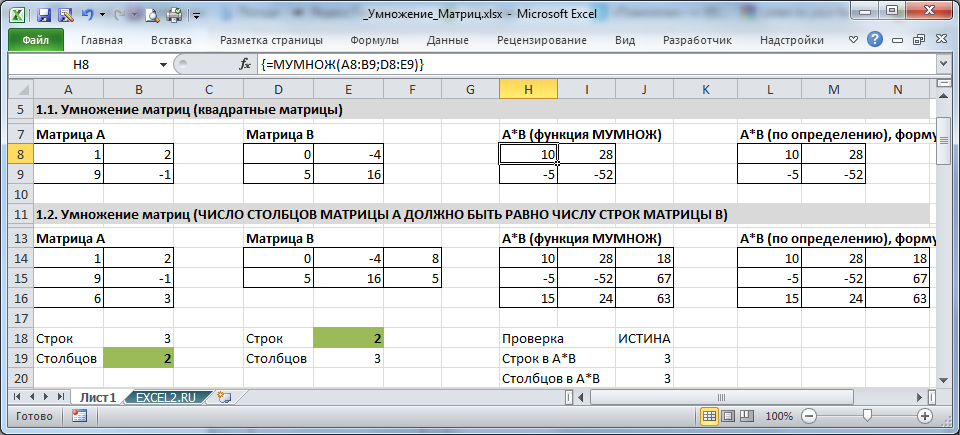 _Умножение_Матриц.xlsx - Microsoft Excel
Файл Главная Вставка Разметка страницы Формулы Данные Рецензирование Вид Разработчик Надстройки
H8 fx {=МУМНОЖ(A8:B9;D8:E9)}
A B C D E F G H I J K L M N
5 1.1. Умножение матриц (квадратные матрицы)
7 Матрица А Матрица В А*В (функция МУМНОЖ) А*В (по определению), форму
8 1 2 0 -4 10 28 10 28
9 9 -1 5 16 -5 -52 -5 -52
10
11 1.2. Умножение матриц (ЧИСЛО СТОЛБЦОВ МАТРИЦЫ А ДОЛЖНО БЫТЬ РАВНО ЧИСЛУ СТРОК МАТРИЦЫ В)
13 Матрица А Матрица В А*В (функция МУМНОЖ) А*В (по определению), форму
14 1 2 0 -4 8 10 28 18 10 28 18
15 9 -1 5 16 5 -5 -52 67 -5 -52 67
16 6 3 15 24 63 15 24 63
17
18 Строк 3 Строк 2 Проверка ИСТИНА
19 Столбцов 2 Столбцов 3 Строк в А*В 3
20 Столбцов в А*В 3
Лист1 EXCEL2.RU
Готово 100%